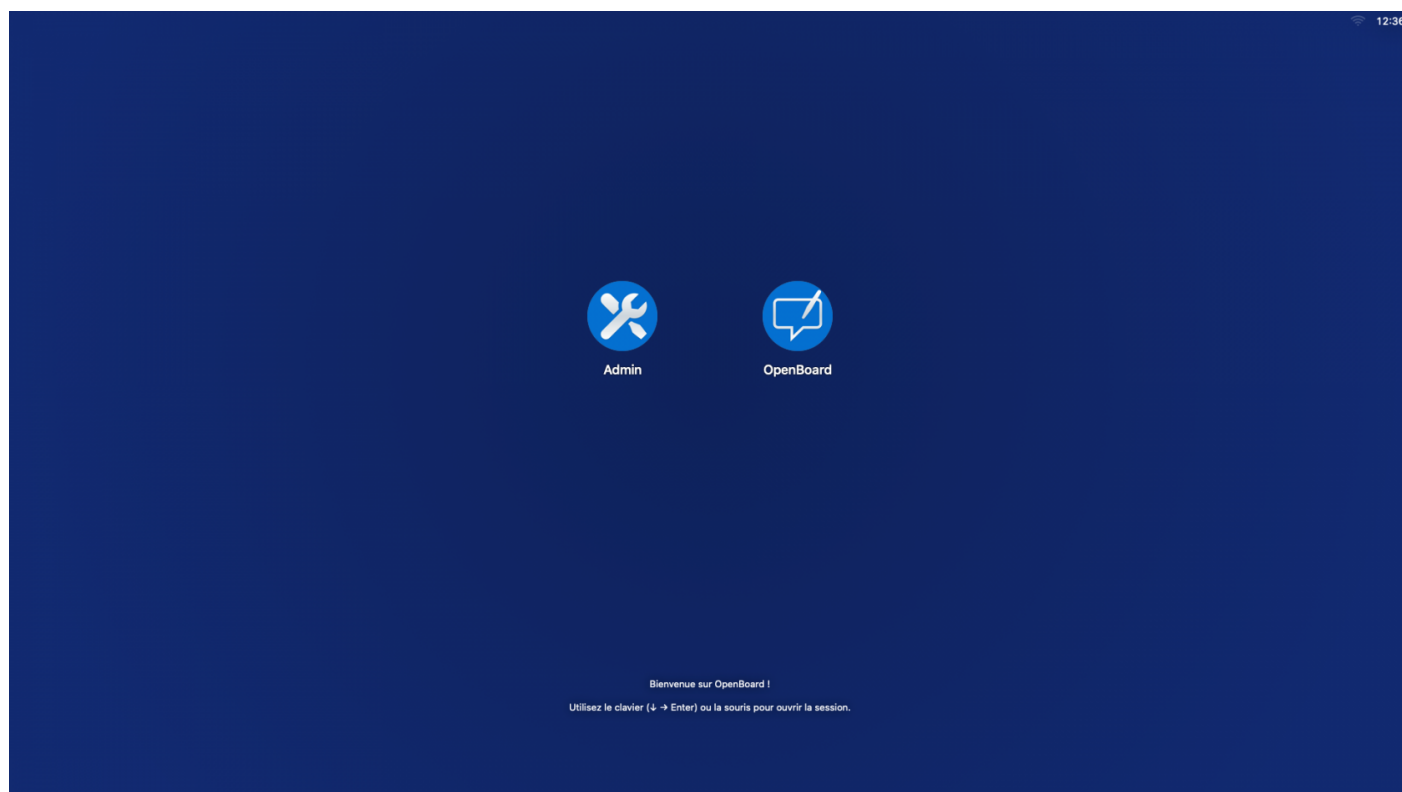 12:36
Admin
OpenBoard
Bienvenue sur OpenBoard !
Utilisez le clavier (↓ → Enter) ou la souris pour ouvrir la session.